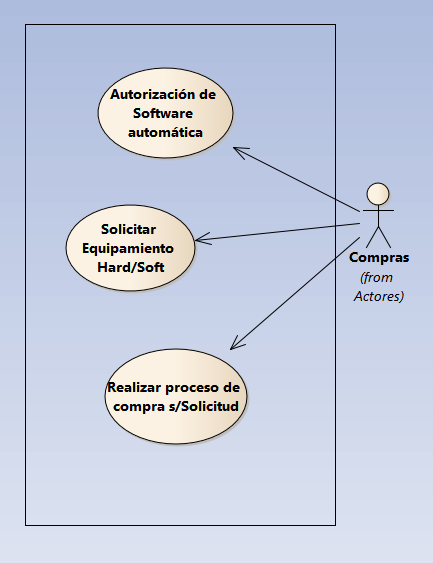 Autorización de
Software
automática
Solicitar
Equipamiento
Hard/Soft
Compras
(from
Actores)
Realizar proceso de
compra s/Solicitud